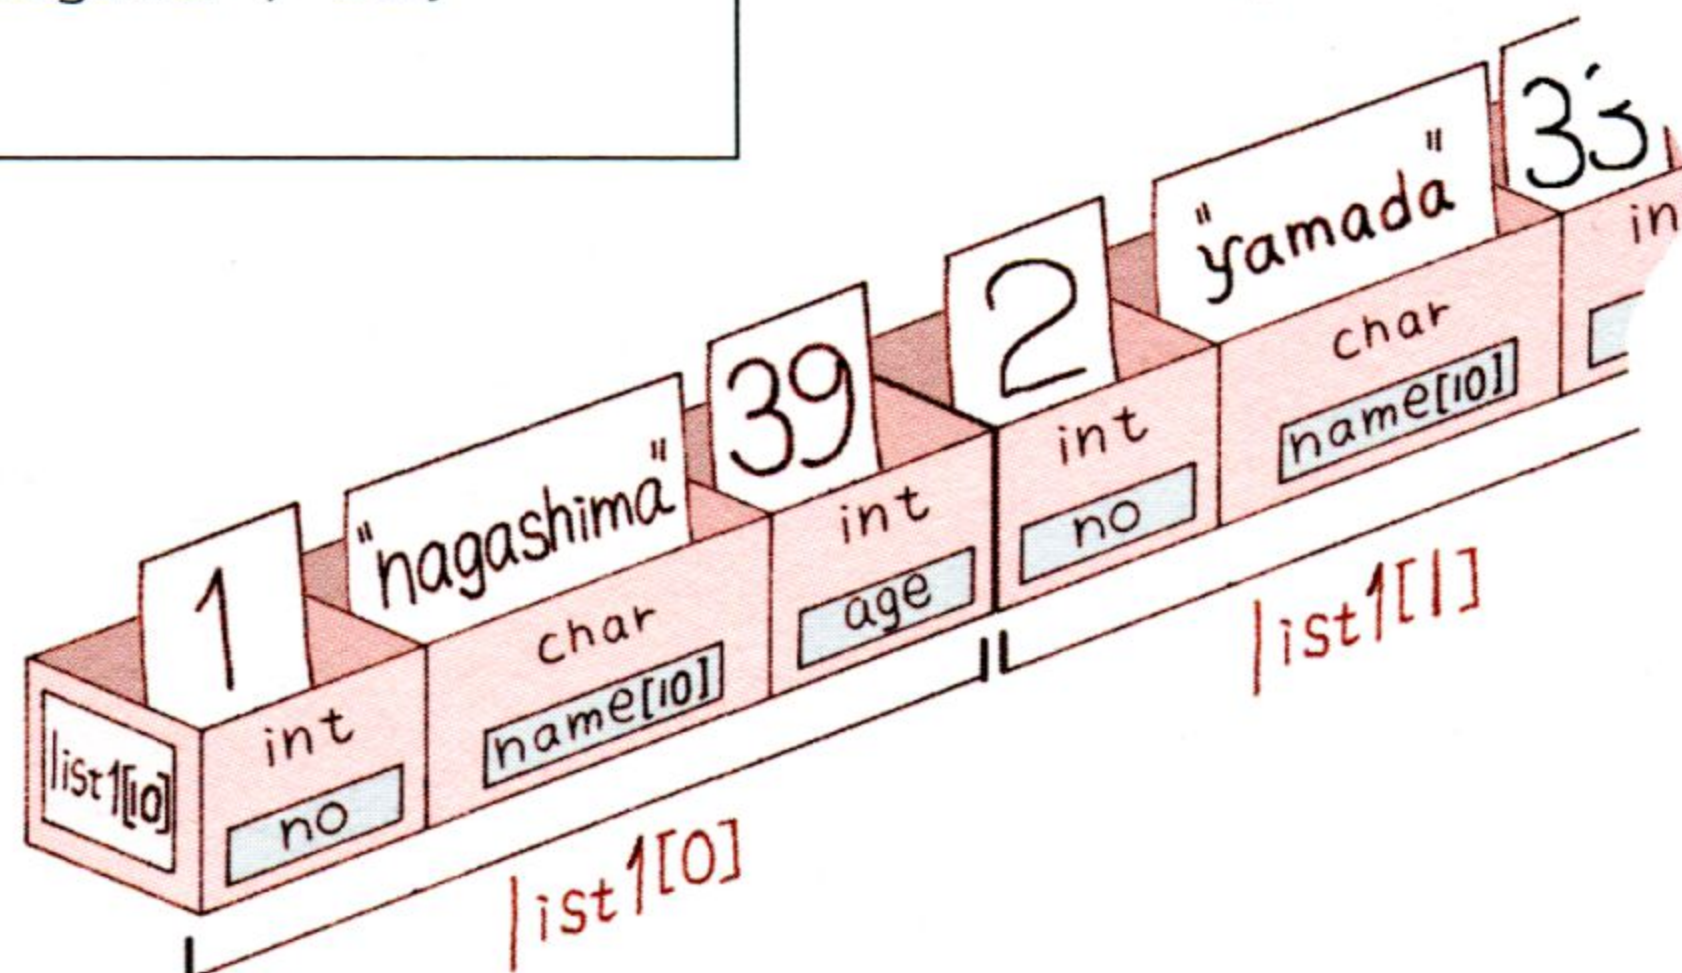 1
"nagashima"
39
2
"yamada"
int
no
char
name[10]
int
age
int
no
char
name[10]
list1[10]
list1[0]
list1[1]